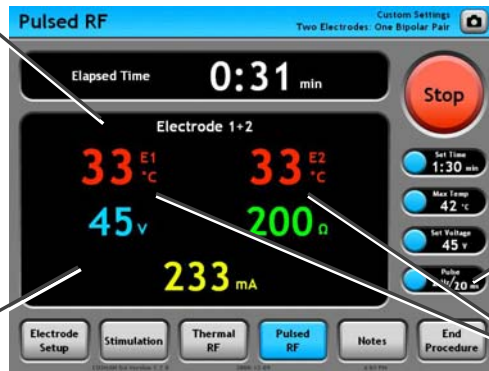 Pulsed RF
Custom Settings
Two Electrodes: One Bipolar Pair
Elapsed Time 0:31 min
Stop
Electrode 1+2
33 E1 °C 33 E2 °C
45 V 200 Ω
233 mA
Set Time
1:30 min
Max Temp
42 °C
Set Voltage
45 V
Pulse
20 ms
Electrode Setup
Stimulation
Thermal RF
Pulsed RF
Notes
End Procedure